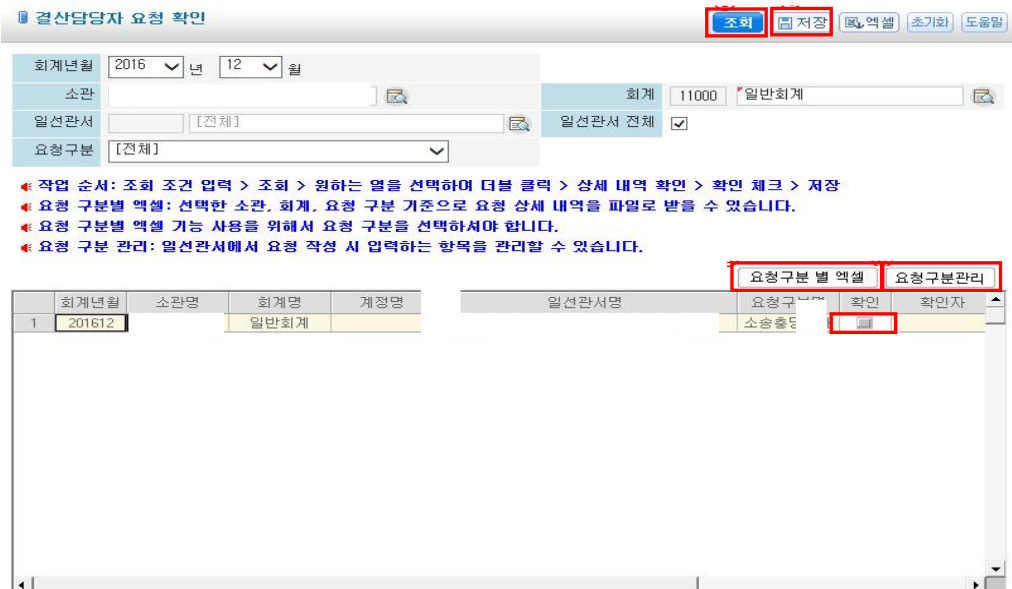 결산담당자 요청 확인
조회 저장 엑셀 초기화 도움말
회계년월 2016 년 12 월
소관 회계 11000 일반회계
일선관서 [전체] 일선관서 전체
요청구분 [전체]
작업 순서: 조회 조건 입력 > 조회 > 원하는 열을 선택하여 더블 클릭 > 상세 내역 확인 > 확인 체크 > 저장
요청 구분별 엑셀: 선택한 소관, 회계, 요청 구분 기준으로 요청 상세 내역을 파일로 받을 수 있습니다.
요청 구분별 엑셀 기능 사용을 위해서 요청 구분을 선택하셔야 합니다.
요청 구분 관리: 일선관서에서 요청 작성 시 입력하는 항목을 관리할 수 있습니다.
요청구분 별 엑셀 요청구분관리
회계년월 소관명 회계명 계정명 일선관서명 요청구분명 확인 확인자
1 201612 일반회계 소송충당